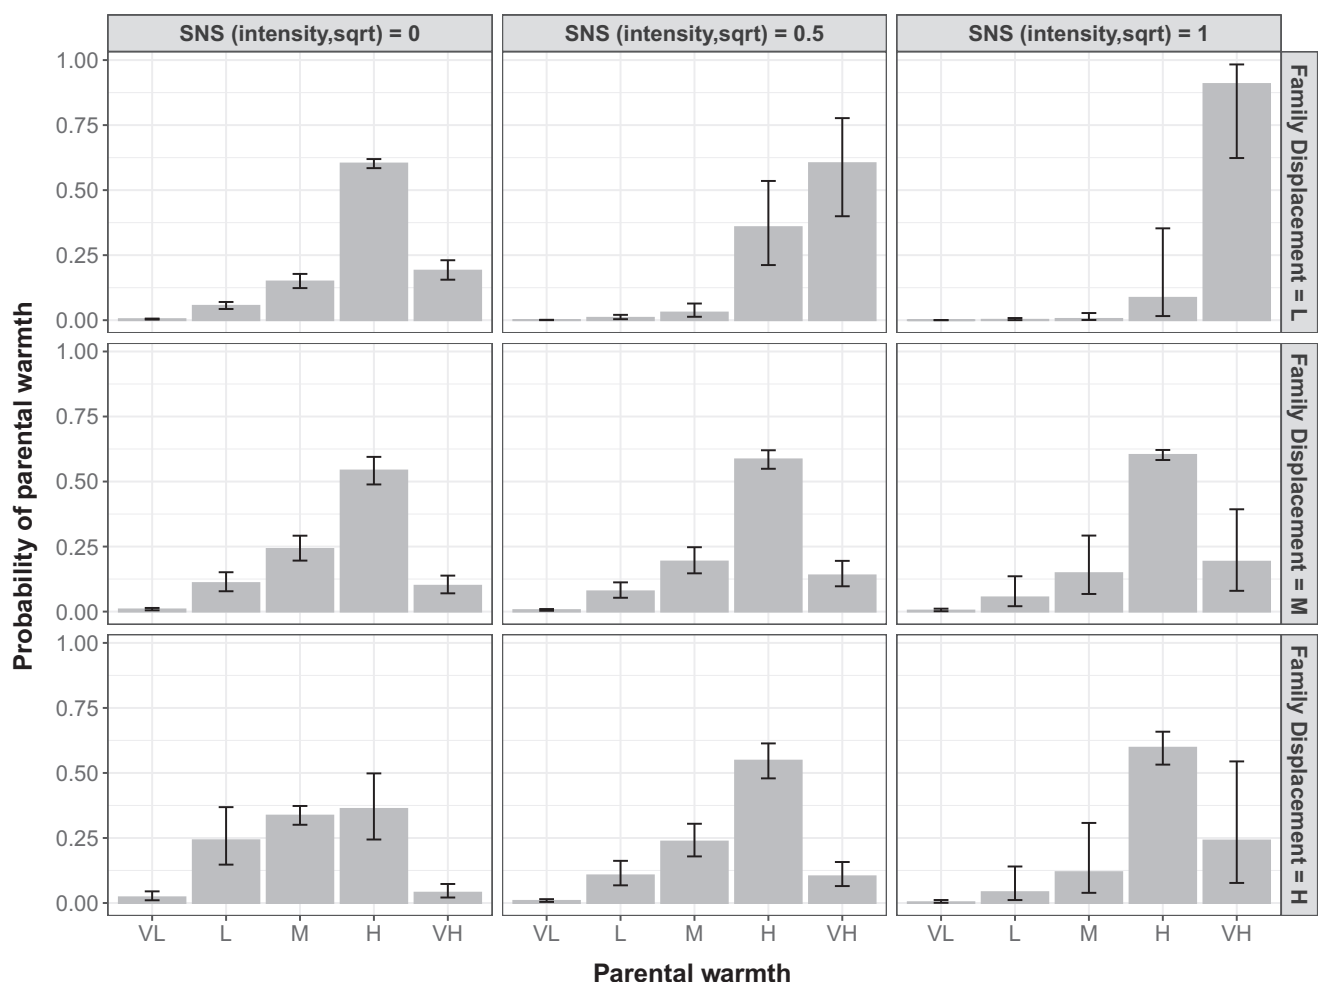 SNS (intensity,sqrt) = 0
SNS (intensity,sqrt) = 0.5
SNS (intensity,sqrt) = 1
1.00
0.75
0.50
0.25
0.00
Family Displacement = L
1.00
0.75
0.50
0.25
0.00
Family Displacement = M
1.00
0.75
0.50
0.25
0.00
Family Displacement = H
Probability of parental warmth
VL L M H VH
VL L M H VH
VL L M H VH
Parental warmth